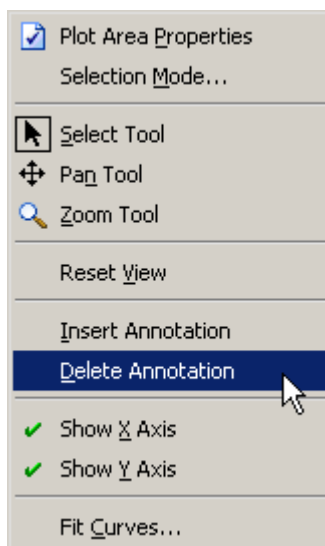 Plot Area Properties
Selection Mode...
Select Tool
Pan Tool
Zoom Tool
Reset View
Insert Annotation
Delete Annotation
Show X Axis
Show Y Axis
Fit Curves...